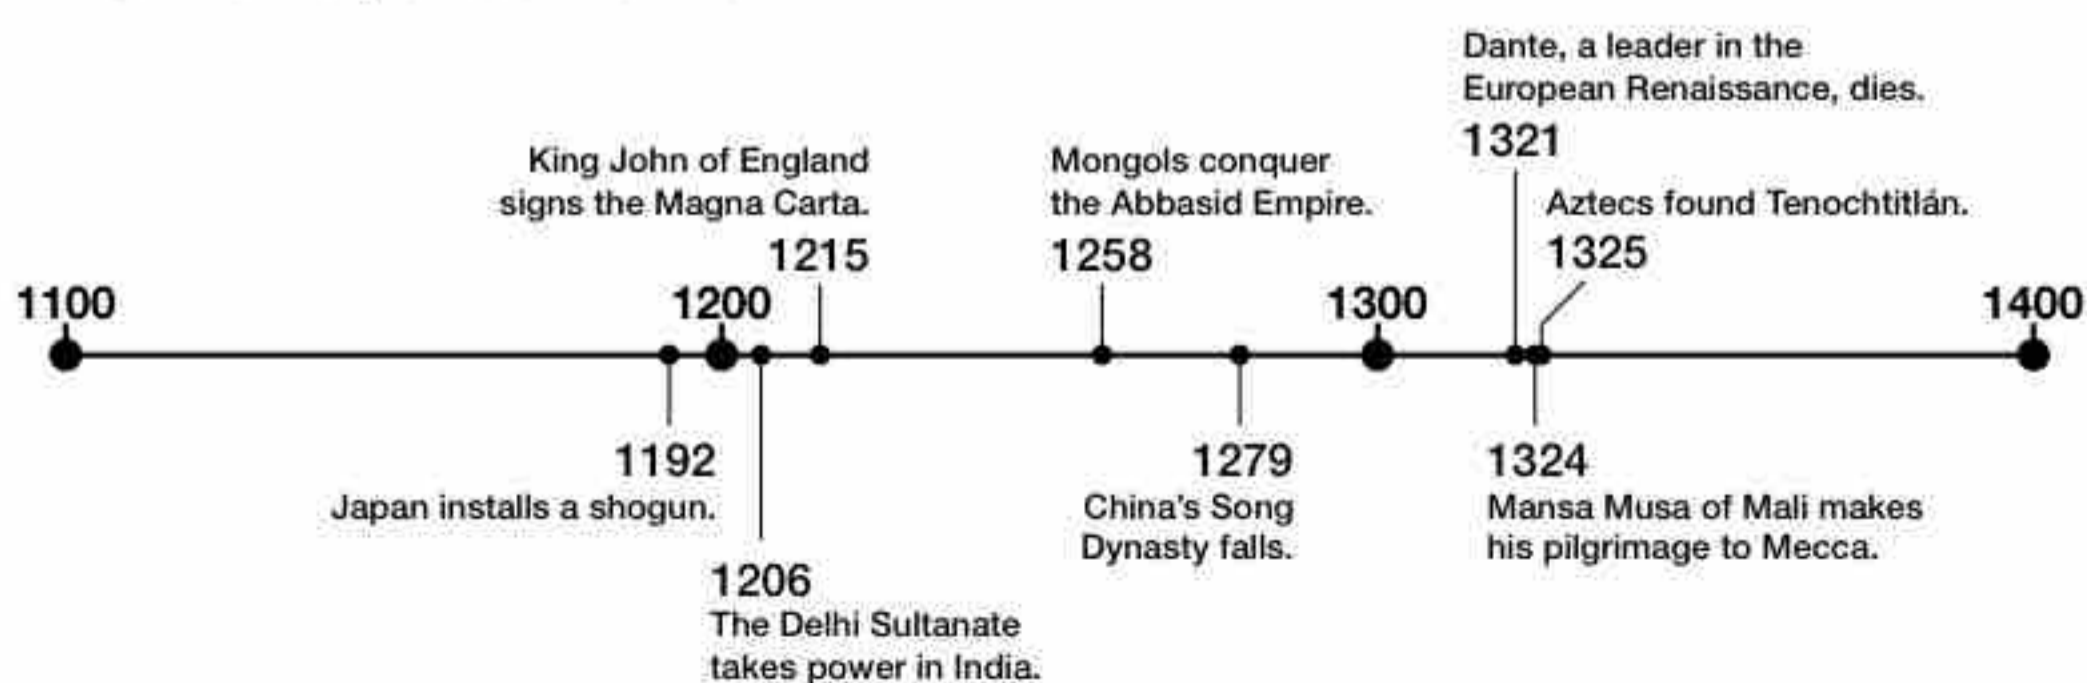 Dante, a leader in the
European Renaissance, dies.
1321
King John of England
signs the Magna Carta.
1215
Mongols conquer
the Abbasid Empire.
1258
Aztecs found Tenochtitlán.
1325
1100
1200
1300
1400
1192
Japan installs a shogun.
1206
The Delhi Sultanate
takes power in India.
1279
China's Song
Dynasty falls.
1324
Mansa Musa of Mali makes
his pilgrimage to Mecca.